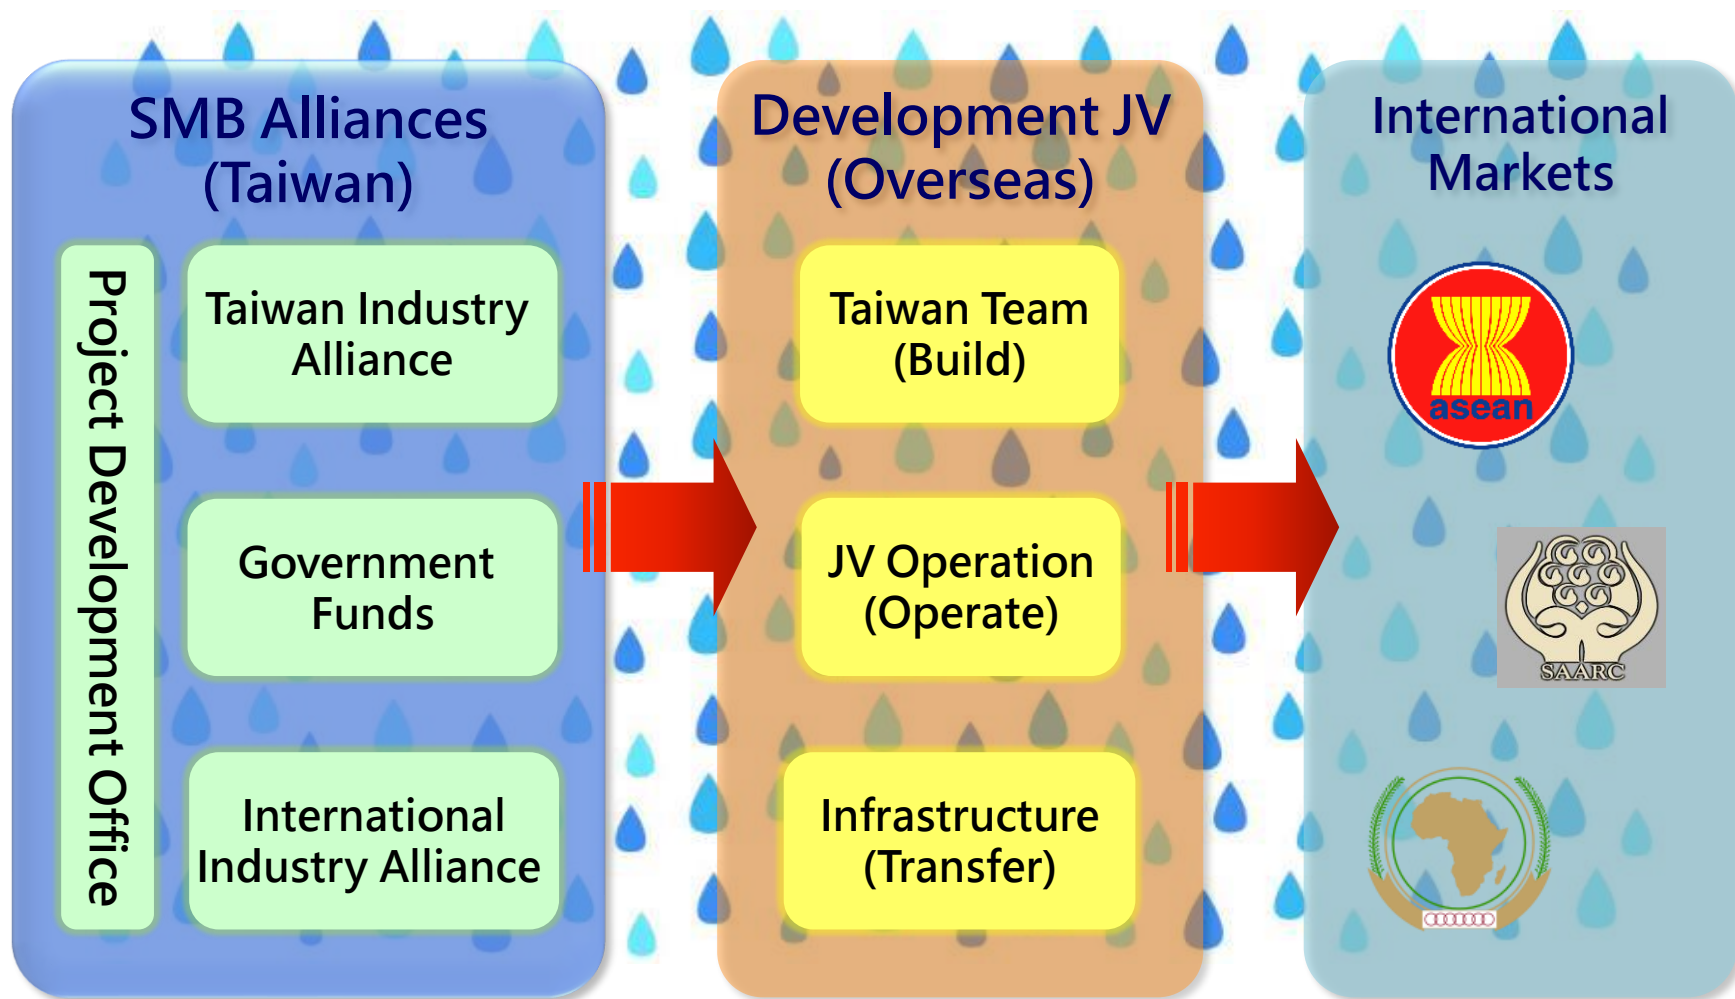 SMB Alliances
(Taiwan)
Project Development Office
Taiwan Industry
Alliance
Government
Funds
International
Industry Alliance
Development JV
(Overseas)
Taiwan Team
(Build)
JV Operation
(Operate)
Infrastructure
(Transfer)
International
Markets
asean
SAARC